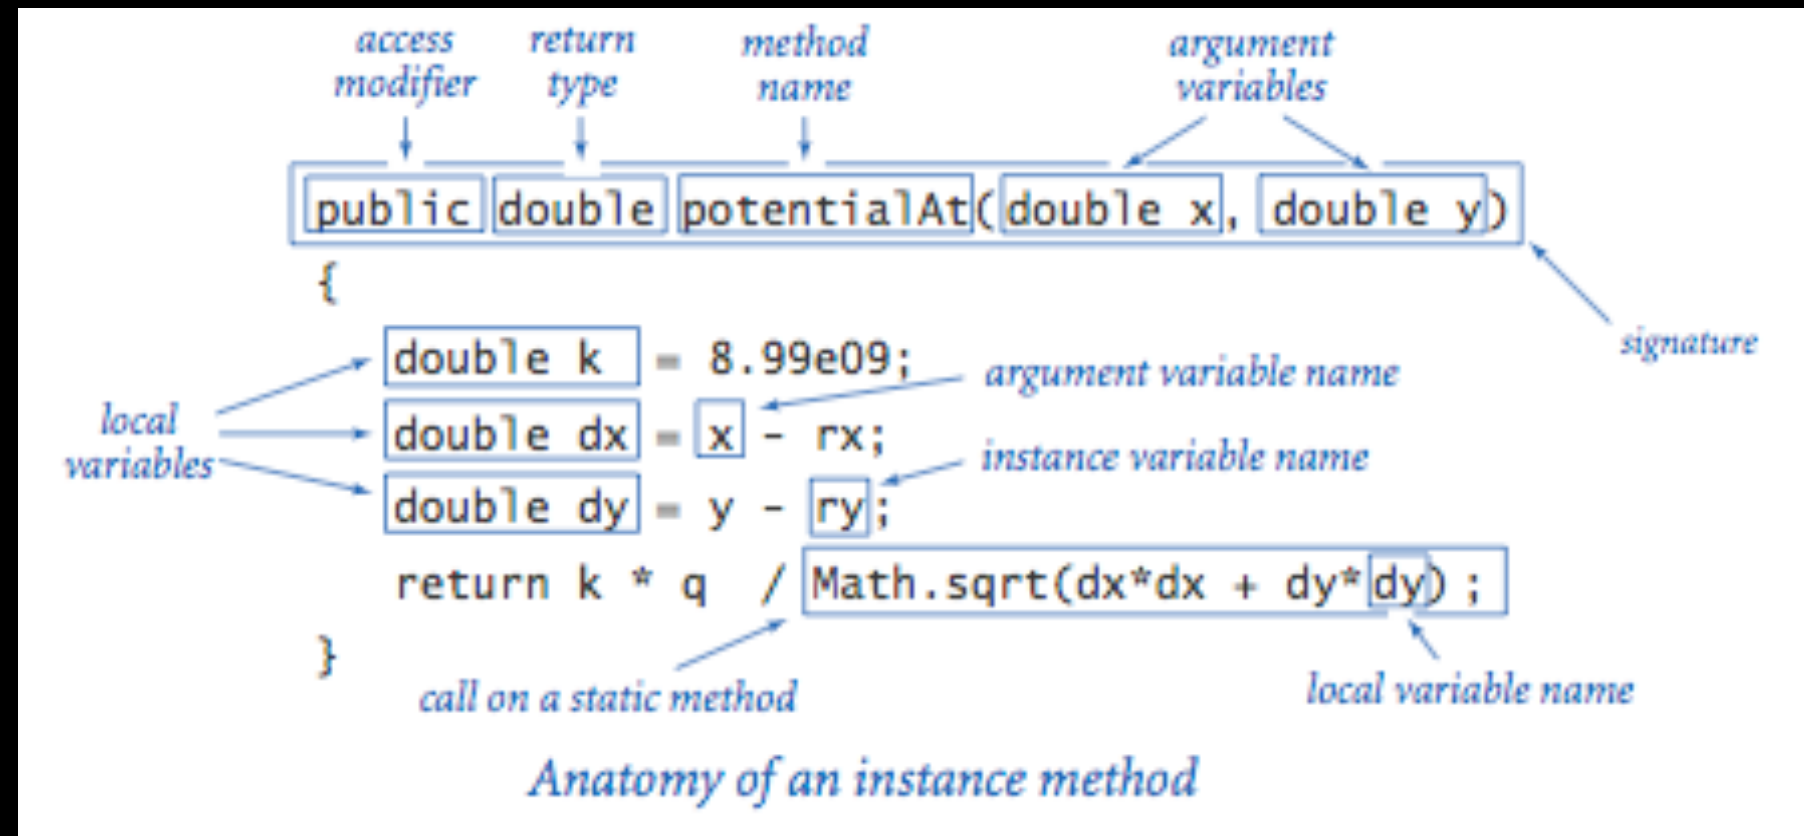 access modifier
return type
method name
argument variables
public double potentialAt(double x, double y)
signature
{
double k = 8.99e09;
argument variable name
local variables
double dx = x - rx;
instance variable name
double dy = y - ry;
return k * q / Math.sqrt(dx*dx + dy*dy) ;
}
call on a static method
local variable name
Anatomy of an instance method